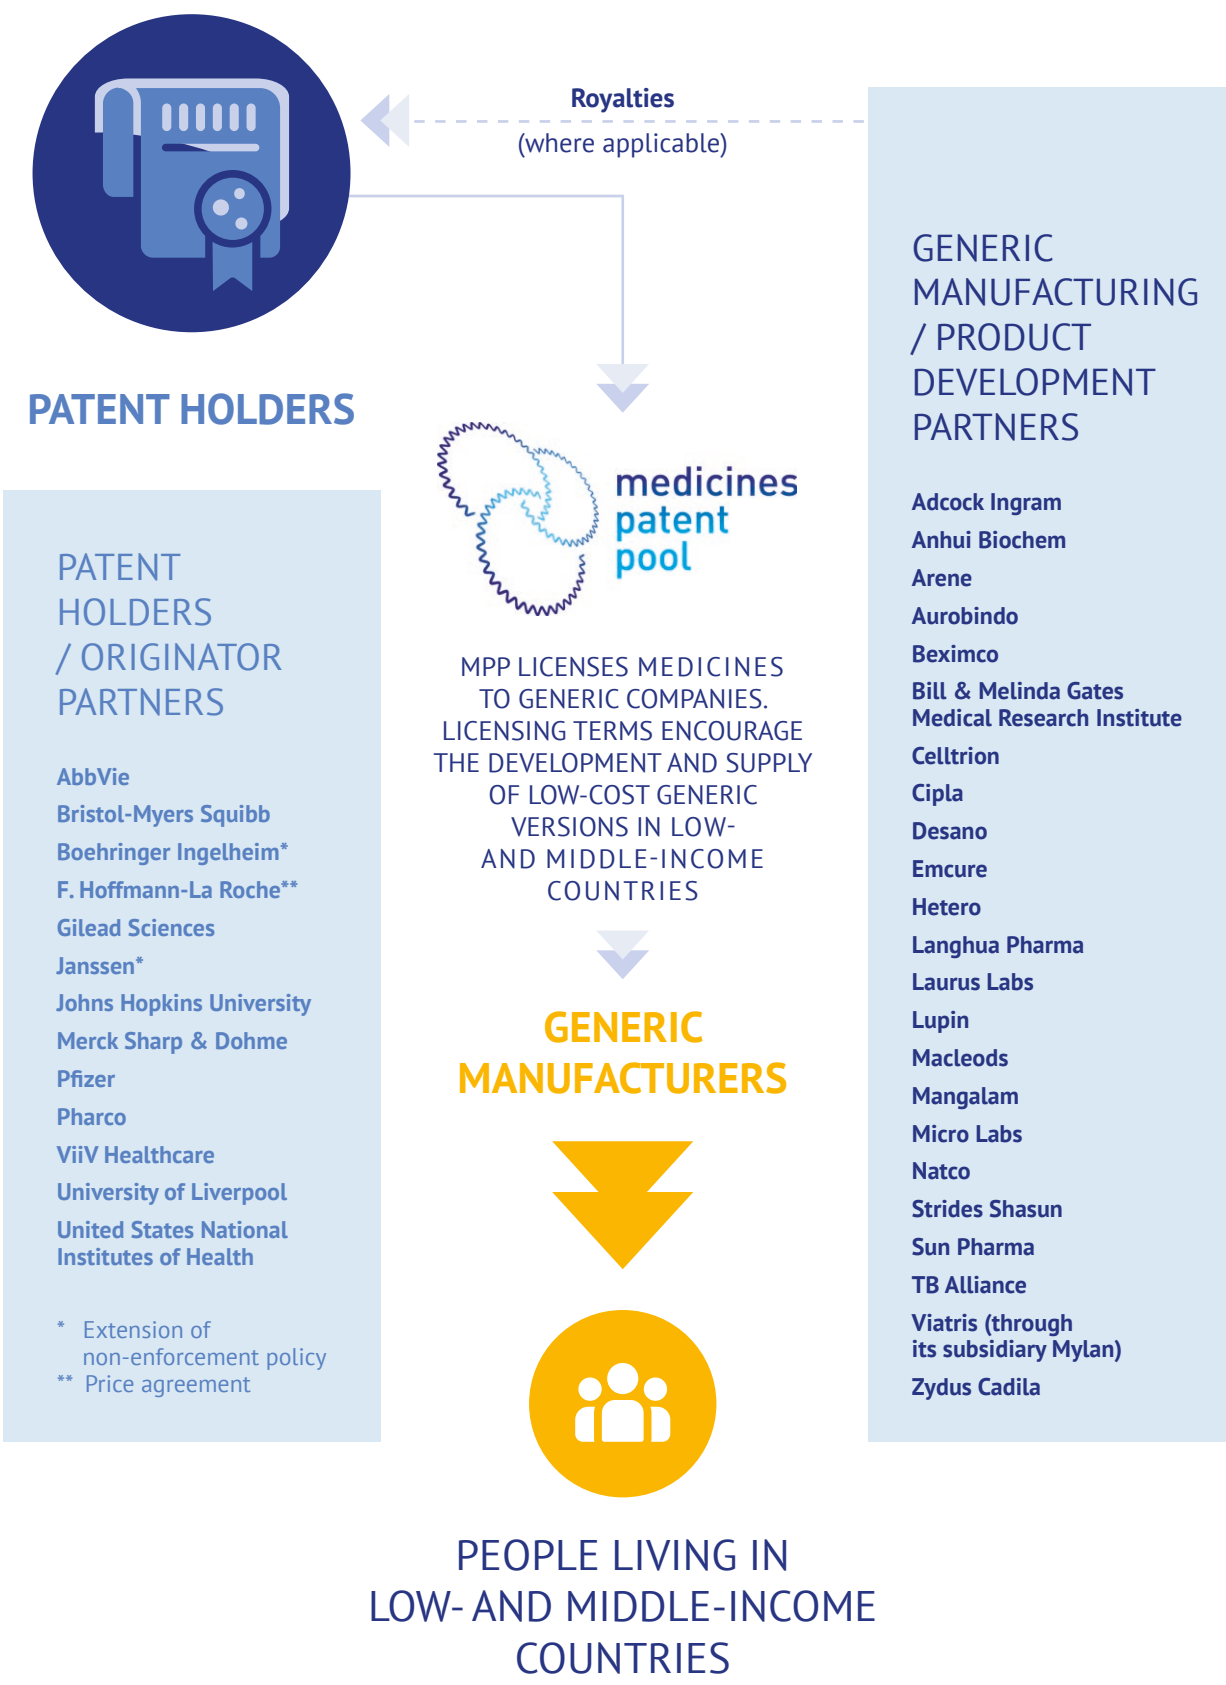 Royalties
(where applicable)
PATENT HOLDERS
PATENT
HOLDERS
/ ORIGINATOR
PARTNERS
AbbVie
Bristol-Myers Squibb
Boehringer Ingelheim*
F. Hoffmann-La Roche**
Gilead Sciences
Janssen*
Johns Hopkins University
Merck Sharp & Dohme
Pfizer
Pharco
ViiV Healthcare
University of Liverpool
United States National
Institutes of Health
* Extension of
non-enforcement policy
** Price agreement
medicines
patent
pool
MPP LICENSES MEDICINES
TO GENERIC COMPANIES.
LICENSING TERMS ENCOURAGE
THE DEVELOPMENT AND SUPPLY
OF LOW-COST GENERIC
VERSIONS IN LOW-
AND MIDDLE-INCOME
COUNTRIES
GENERIC
MANUFACTURERS
PEOPLE LIVING IN
LOW- AND MIDDLE-INCOME
COUNTRIES
GENERIC
MANUFACTURING
/ PRODUCT
DEVELOPMENT
PARTNERS
Adcock Ingram
Anhui Biochem
Arene
Aurobindo
Beximco
Bill & Melinda Gates
Medical Research Institute
Celltrion
Cipla
Desano
Emcure
Hetero
Langhua Pharma
Laurus Labs
Lupin
Macleods
Mangalam
Micro Labs
Natco
Strides Shasun
Sun Pharma
TB Alliance
Viatris (through
its subsidiary Mylan)
Zydus Cadila